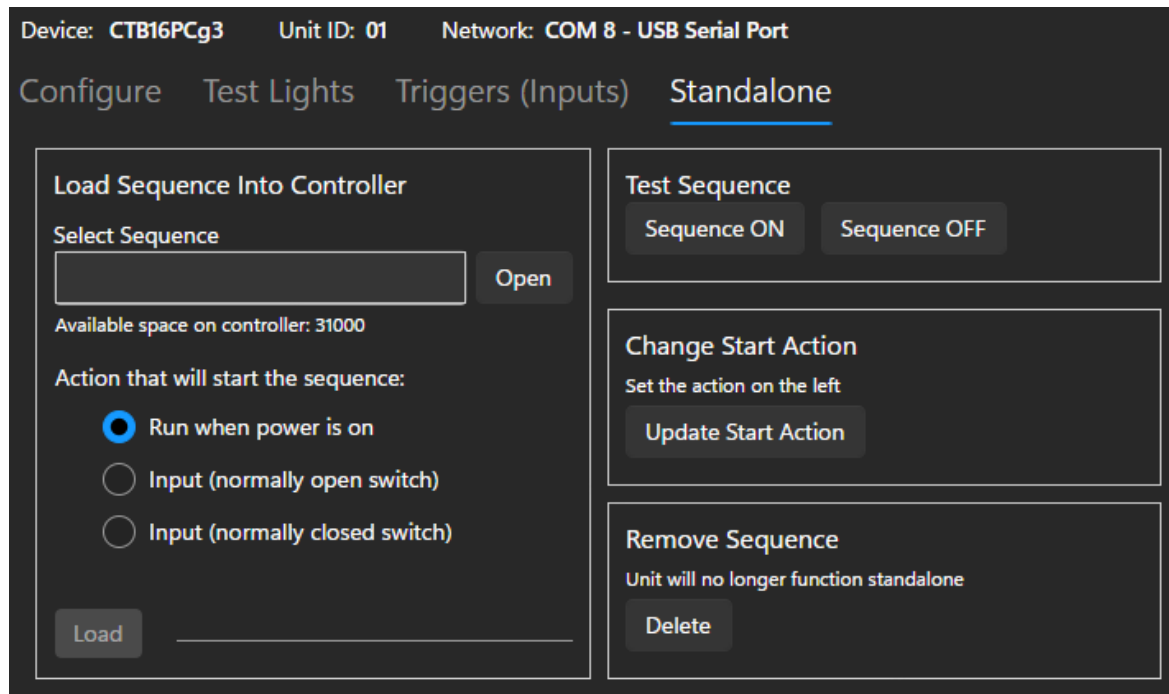 Device: CTB16PCg3 Unit ID: 01 Network: COM 8 - USB Serial Port
Configure Test Lights Triggers (Inputs) Standalone
Load Sequence Into Controller
Select Sequence
Open
Available space on controller: 31000
Action that will start the sequence:
Run when power is on
Input (normally open switch)
Input (normally closed switch)
Load
Test Sequence
Sequence ON Sequence OFF
Change Start Action
Set the action on the left
Update Start Action
Remove Sequence
Unit will no longer function standalone
Delete